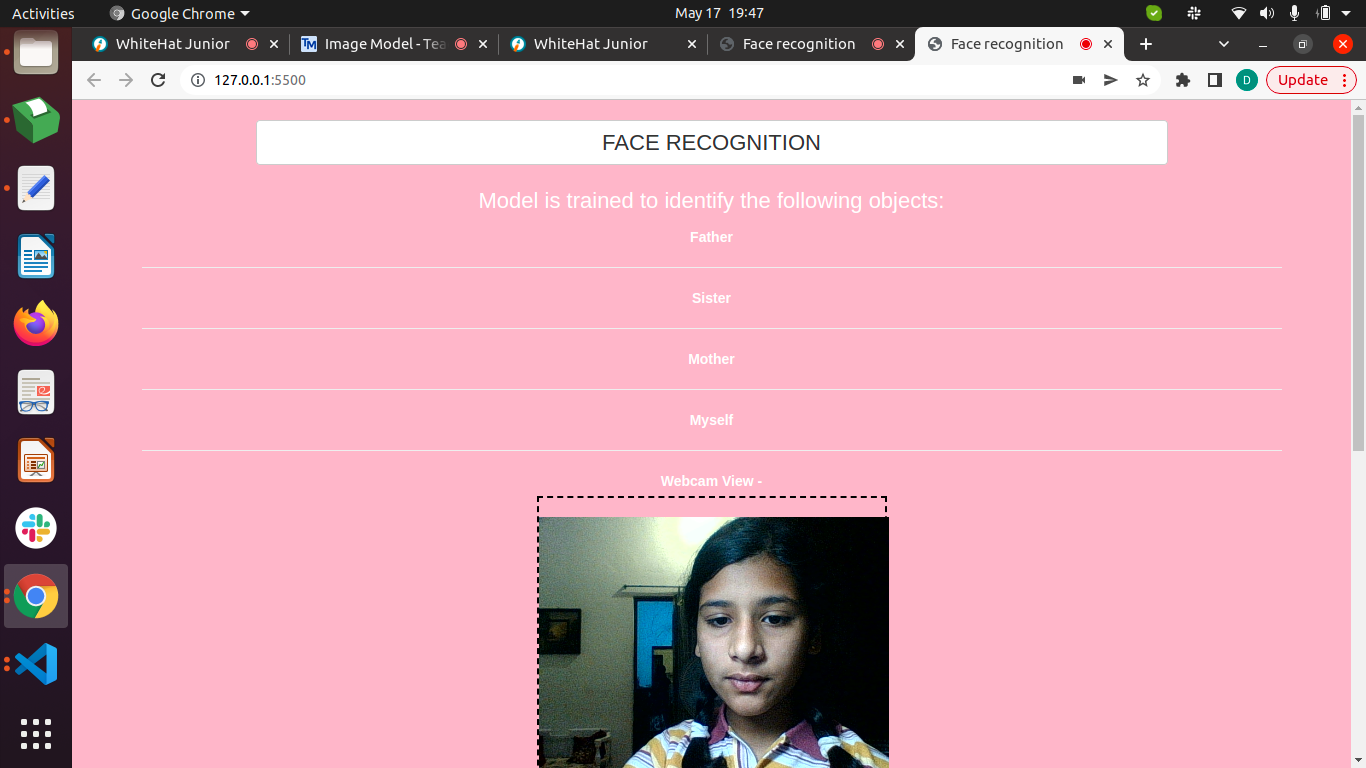 Activities
Google Chrome
May 17 19:47
WhiteHat Junior
Image Model - Tea
WhiteHat Junior
Face recognition
Face recognition
127.0.0.1:5500
D
Update
FACE RECOGNITION
Model is trained to identify the following objects:
Father
Sister
Mother
Myself
Webcam View -